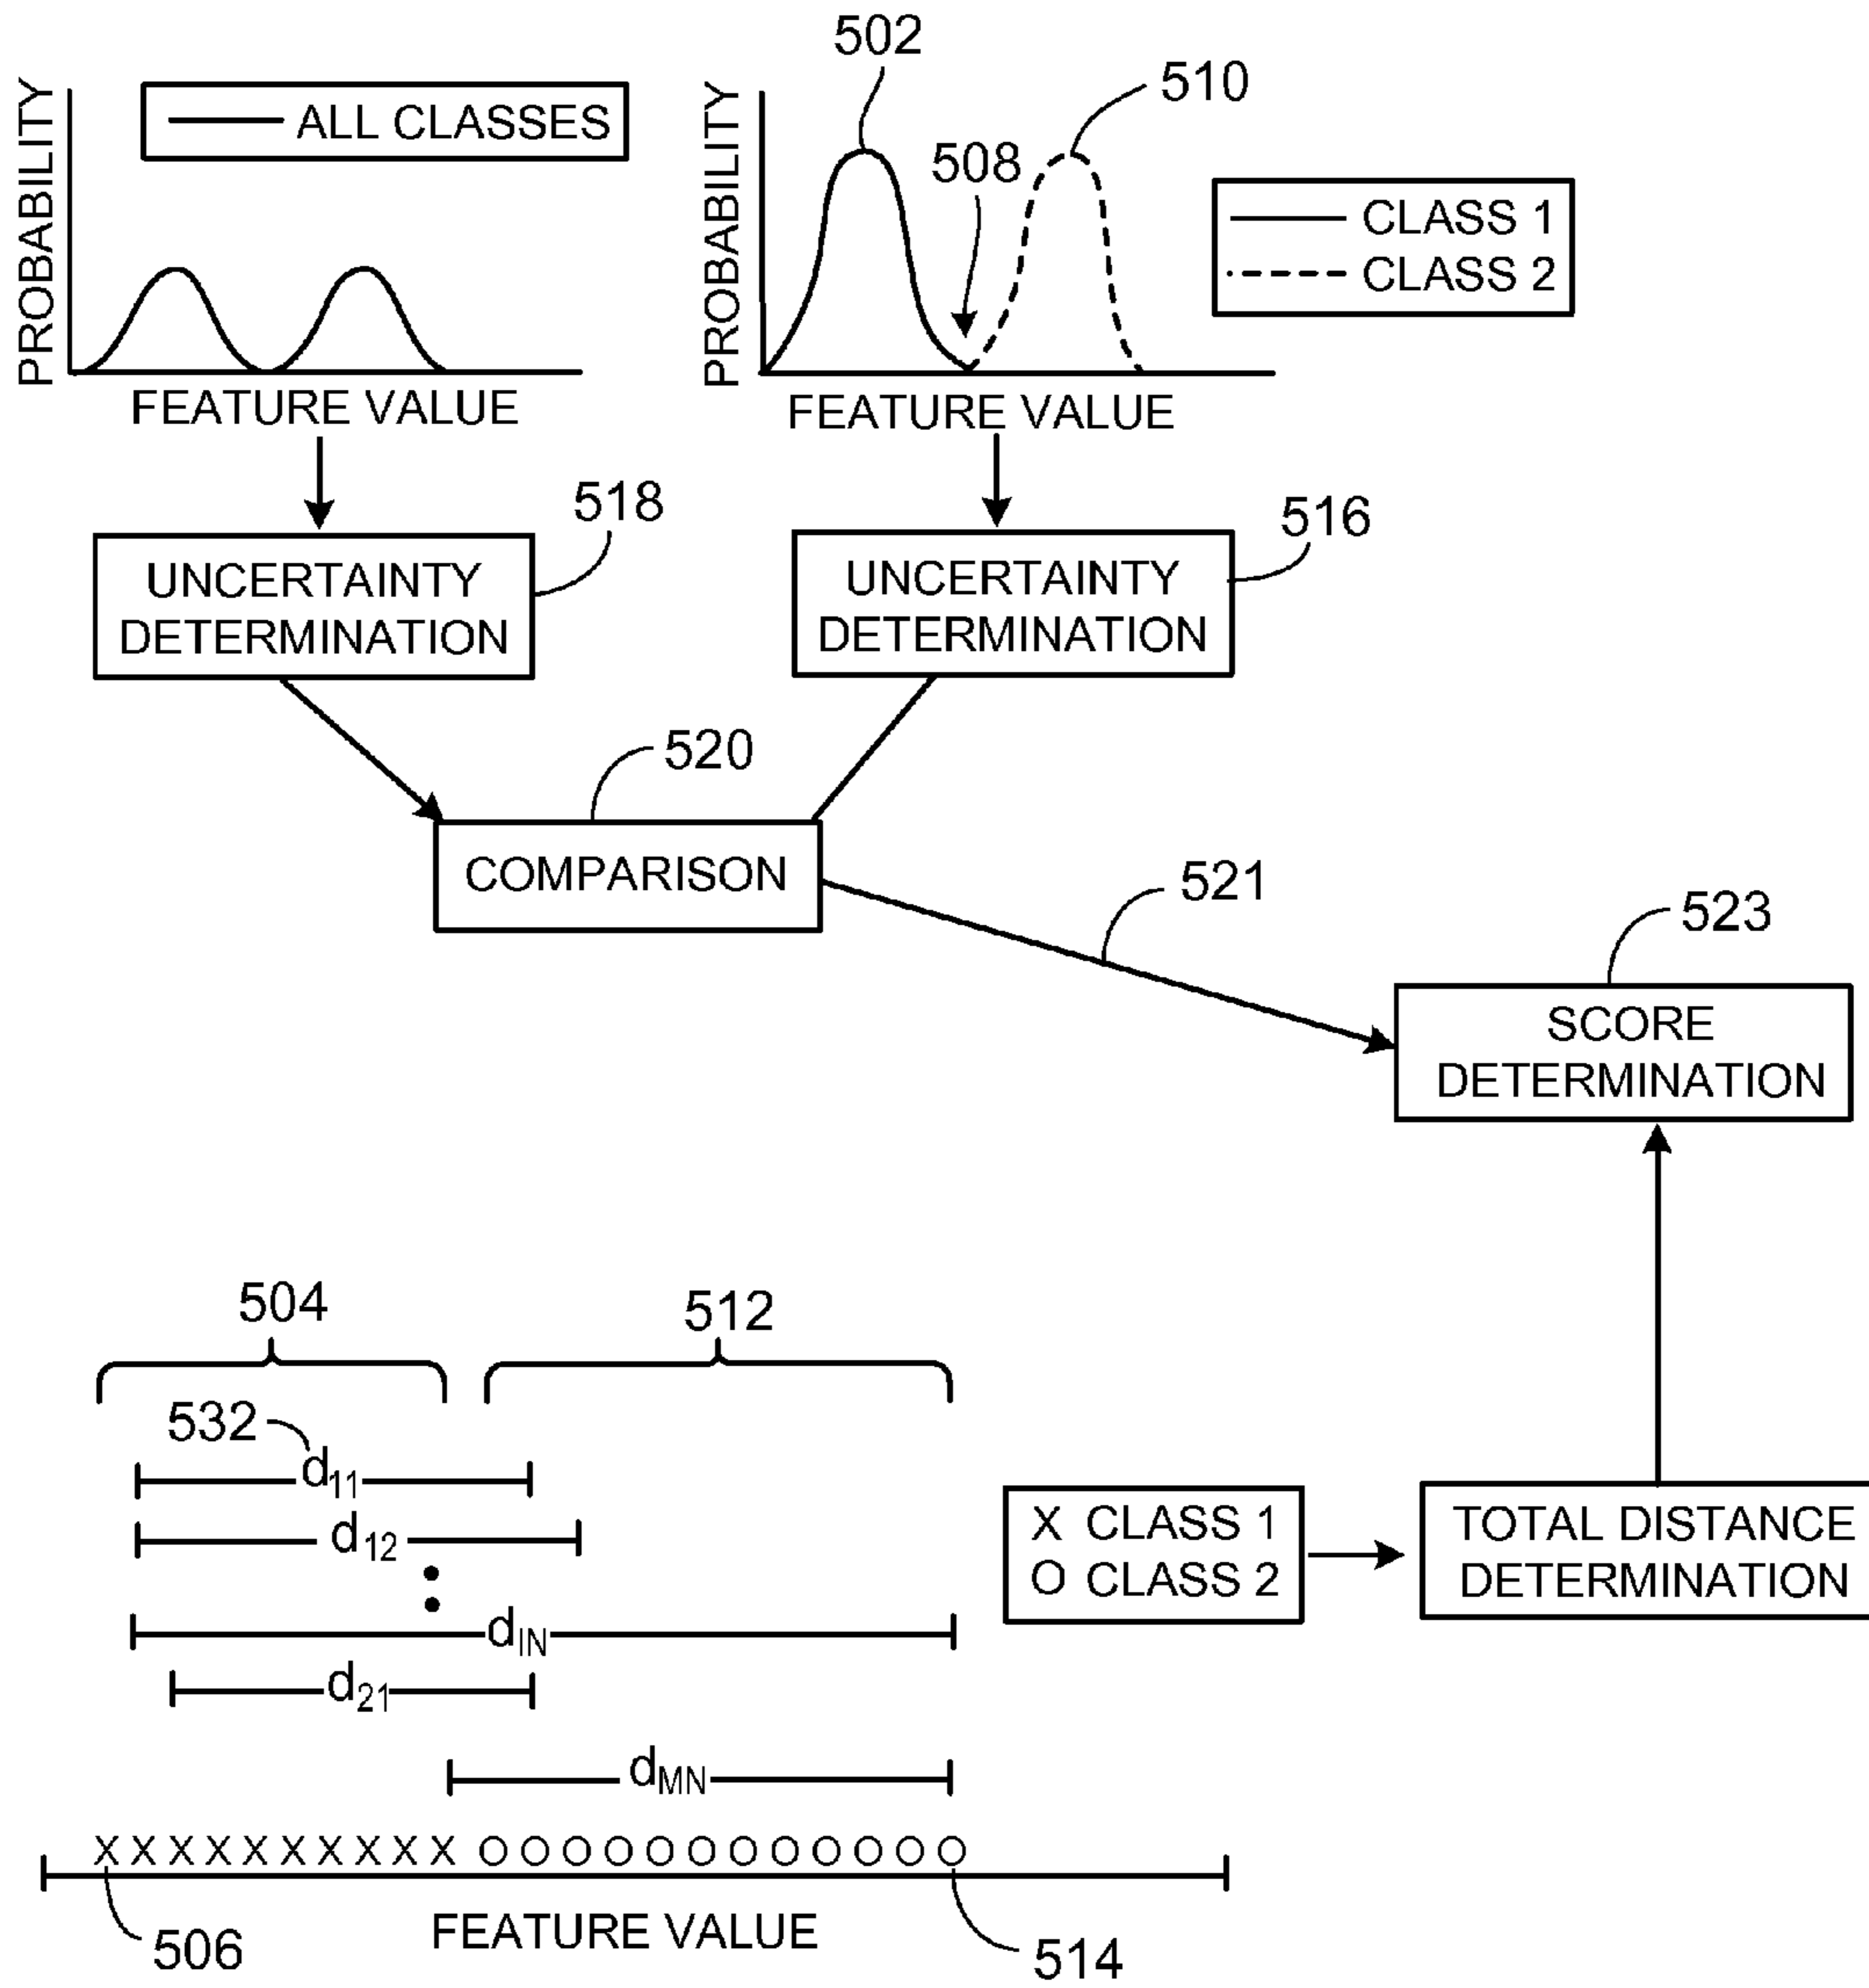 502
510
PROBABILITY
ALL CLASSES
PROBABILITY
508
CLASS 1
CLASS 2
FEATURE VALUE
FEATURE VALUE
518
516
UNCERTAINTY
DETERMINATION
UNCERTAINTY
DETERMINATION
520
COMPARISON
521
523
SCORE
DETERMINATION
504
512
532
d11
d12
dIN
d21
dMN
X CLASS 1
O CLASS 2
TOTAL DISTANCE
DETERMINATION
XXXXXXXXXXOOOOOOOOOOOO
506
FEATURE VALUE
514